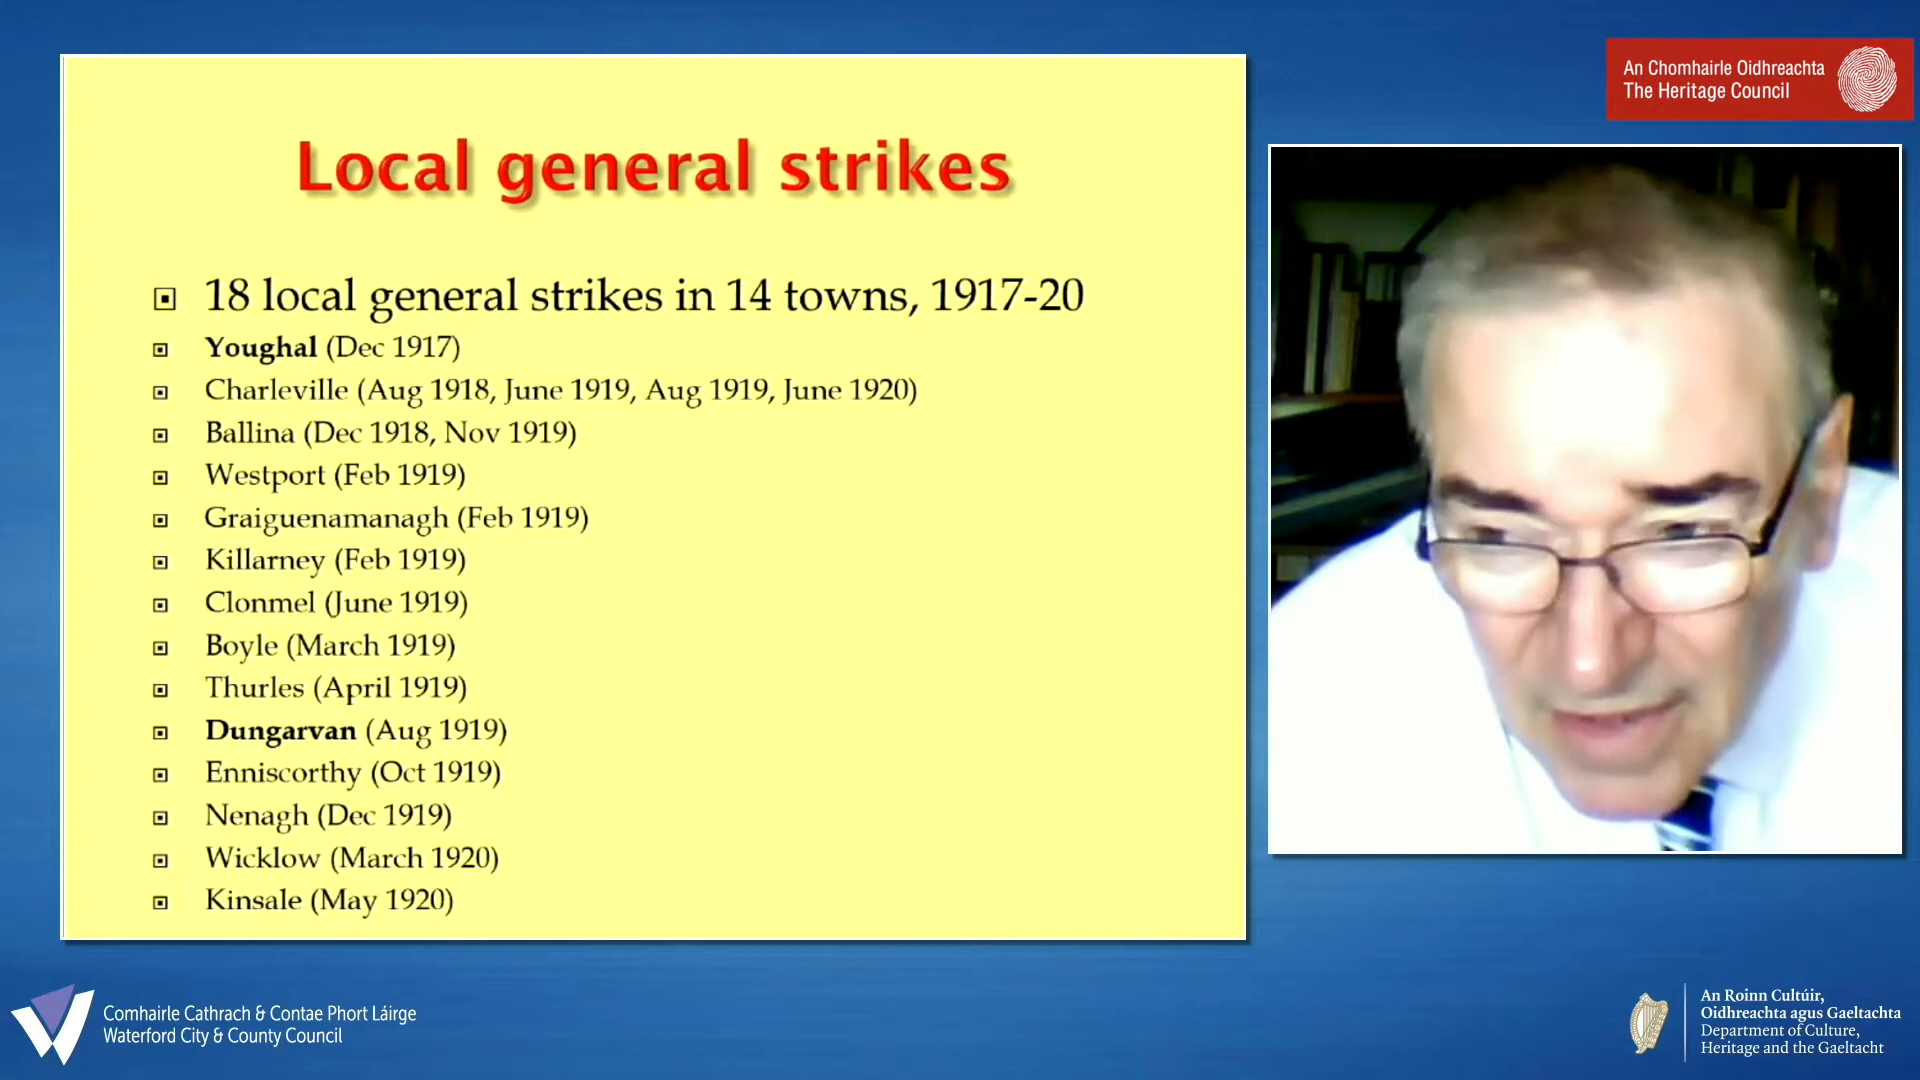 Local general strikes
18 local general strikes in 14 towns, 1917-20
Youghal (Dec 1917)
Charleville (Aug 1918, June 1919, Aug 1919, June 1920)
Ballina (Dec 1918, Nov 1919)
Westport (Feb 1919)
Graiguenamanagh (Feb 1919)
Killarney (Feb 1919)
Clonmel (June 1919)
Boyle (March 1919)
Thurles (April 1919)
Dungarvan (Aug 1919)
Enniscorthy (Oct 1919)
Nenagh (Dec 1919)
Wicklow (March 1920)
Kinsale (May 1920)
An Chomhairle Oidhreachta
The Heritage Council
Comhairle Cathrach & Contae Phort Láirge
Waterford City & County Council
An Roinn Cultúir,
Oidhreachta agus Gaeltachta
Department of Culture,
Heritage and the Gaeltacht